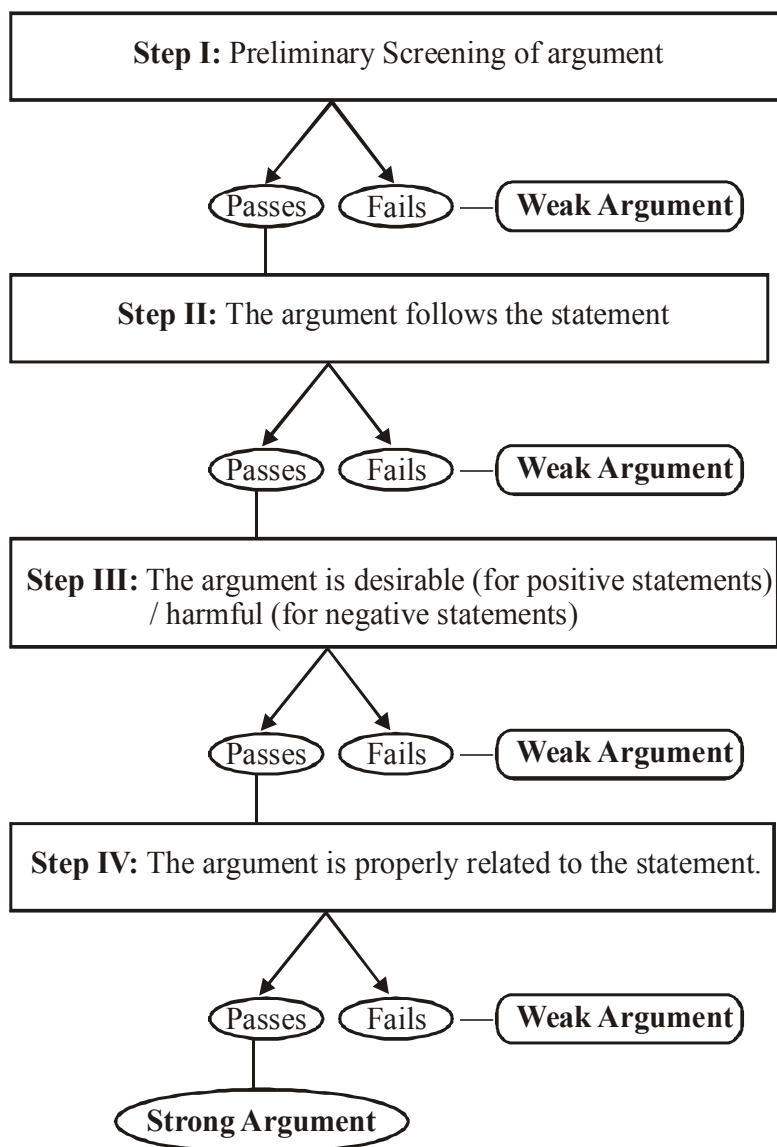 Step I: Preliminary Screening of argument
Passes Fails Weak Argument
Step II: The argument follows the statement
Passes Fails Weak Argument
Step III: The argument is desirable (for positive statements)
/ harmful (for negative statements)
Passes Fails Weak Argument
Step IV: The argument is properly related to the statement.
Passes Fails Weak Argument
Strong Argument